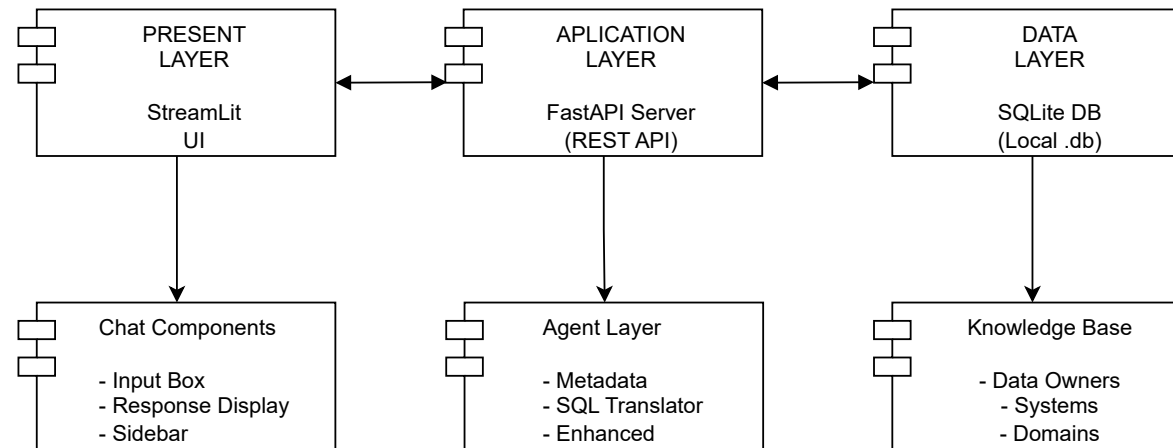 PRESENT
LAYER
StreamLit
UI
APLICATION
LAYER
FastAPI Server
(REST API)
DATA
LAYER
SQLite DB
(Local .db)
Chat Components
- Input Box
- Response Display
- Sidebar
Agent Layer
- Metadata
- SQL Translator
- Enhanced
Knowledge Base
- Data Owners
- Systems
- Domains